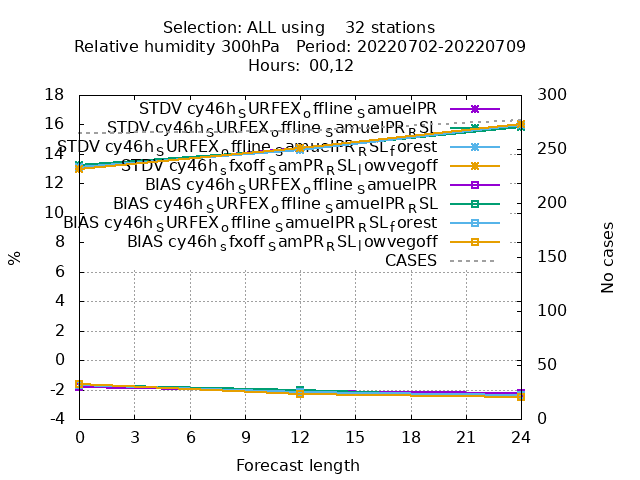 Selection: ALL using    32 stations
Relative humidity 300hPa   Period: 20220702-20220709
Hours:  00,12
18
16
14
12
10
8
6
4
2
0
-2
-4
%
300
250
200
150
100
50
0
No cases
STDV cy46h_SURFEX_offline_SamuelPR
STDV cy46h_SURFEX_offline_SamuelPR_RSL
STDV cy46h_SURFEX_offline_SamuelPR_RSL_forest
STDV cy46h_sfxoff_SamPR_RSL_lowvegoff
BIAS cy46h_SURFEX_offline_SamuelPR
BIAS cy46h_SURFEX_offline_SamuelPR_RSL
BIAS cy46h_SURFEX_offline_SamuelPR_RSL_forest
BIAS cy46h_sfxoff_SamPR_RSL_lowvegoff
CASES
0 3 6 9 12 15 18 21 24
Forecast length